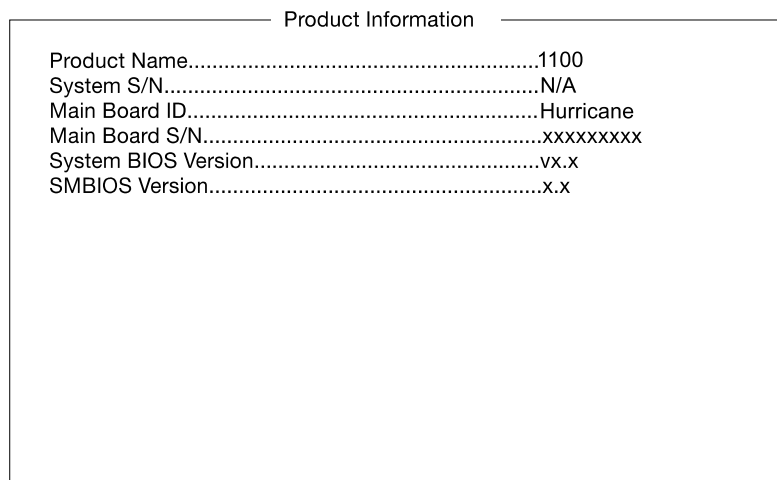 Product Information
Product Name..........................................................1100
System S/N..............................................................N/A
Main Board ID..........................................................Hurricane
Main Board S/N........................................................xxxxxxxxx
System BIOS Version...............................................vx.x
SMBIOS Version.......................................................x.x